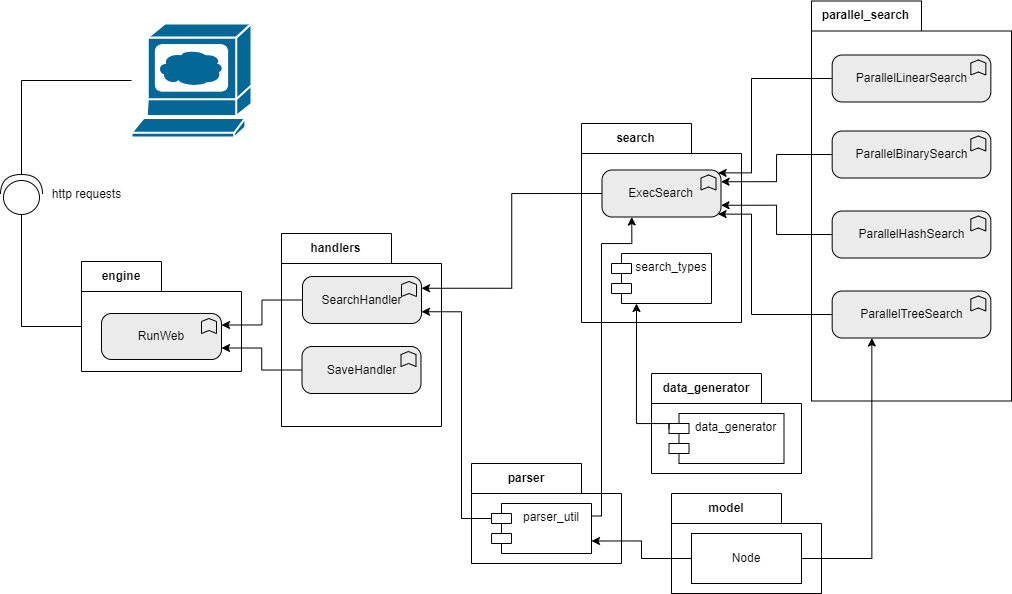 parallel_search
ParallelLinearSearch
search
ParallelBinarySearch
http requests
ExecSearch
ParallelHashSearch
handlers
engine
search_types
SearchHandler
RunWeb
ParallelTreeSearch
SaveHandler
data_generator
data_generator
parser
parser_util
model
Node